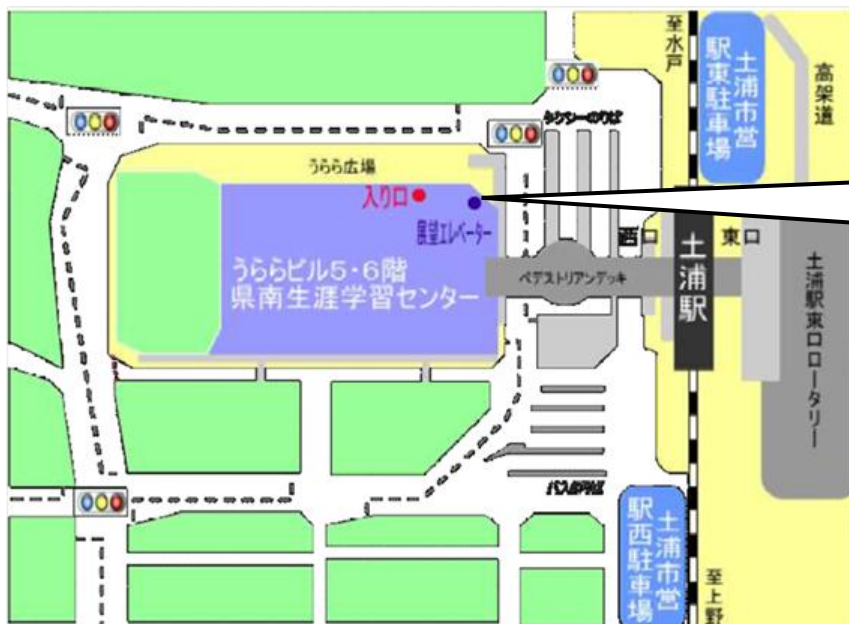 至水戸
土浦市営
駅東駐車場
高架道
タクシーのりば
うらら広場
入り口
展望エレベーター
うららビル5・6階
県南生涯学習センター
ペデストリアンデッキ
西口
土浦駅
東口
土浦駅東口ロータリー
バスのりば
土浦市営
駅西駐車場
至上野